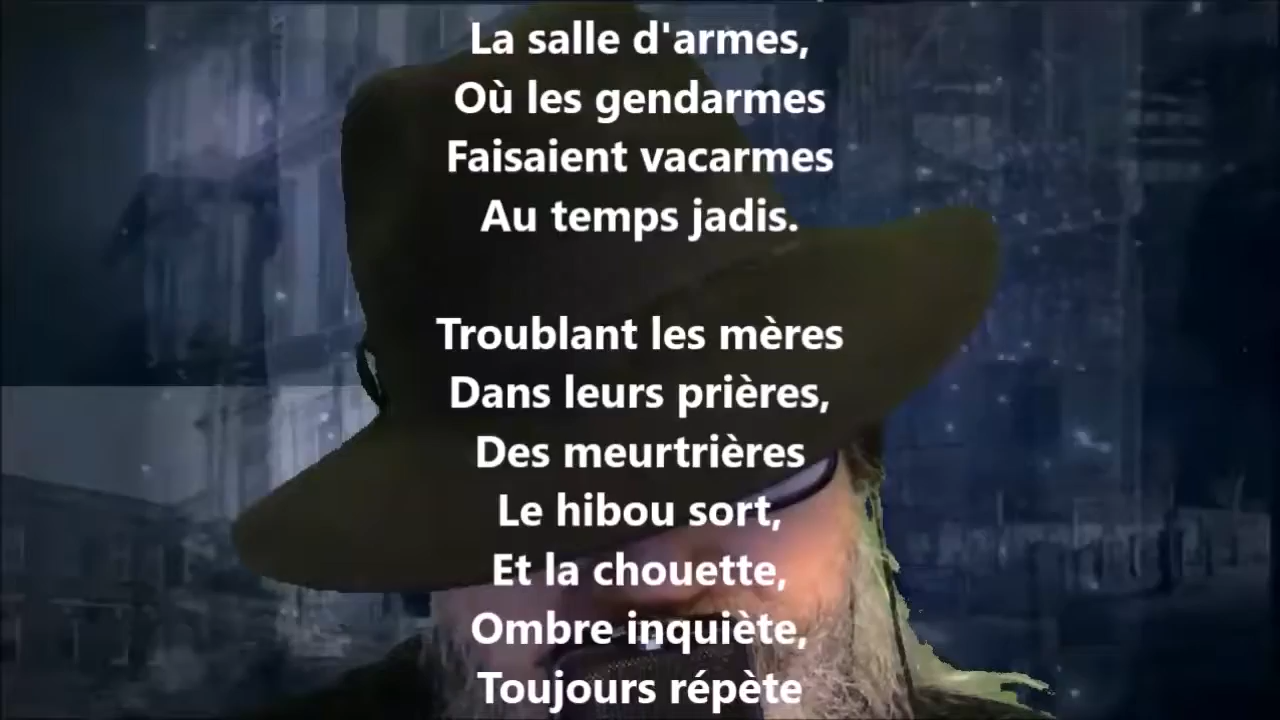 La salle d'armes,
Où les gendarmes
Faisaient vacarmes
Au temps jadis.
Troublant les mères
Dans leurs prières,
Des meurtrières
Le hibou sort,
Et la chouette,
Ombre inquiète,
Toujours répète